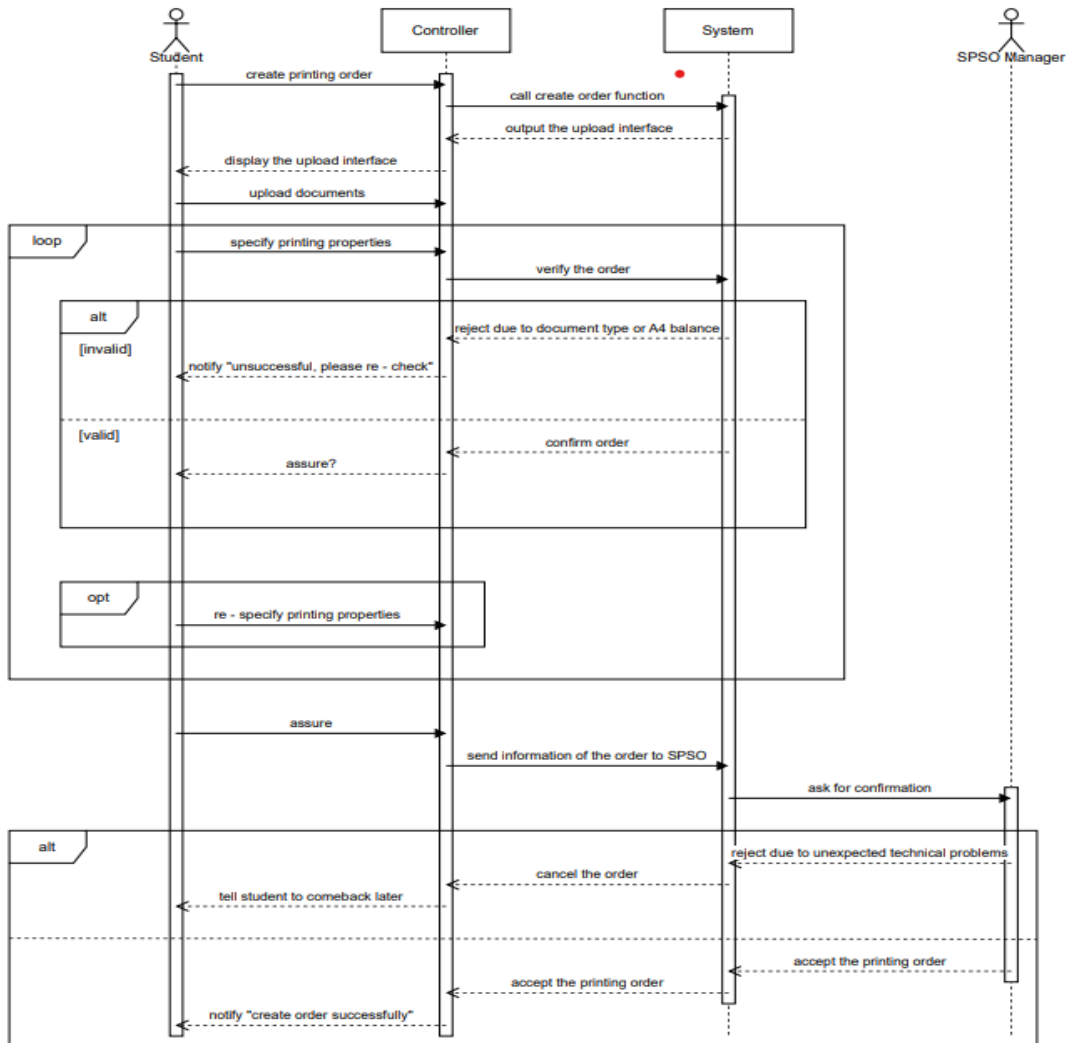 Student
Controller
System
SPSO Manager
create printing order
call create order function
output the upload interface
display the upload interface
upload documents
loop
specify printing properties
verify the order
alt
reject due to document type or A4 balance
[invalid]
notify "unsuccessful, please re - check"
[valid]
confirm order
assure?
opt
re - specify printing properties
assure
send information of the order to SPSO
ask for confirmation
alt
reject due to unexpected technical problems
cancel the order
tell student to comeback later
accept the printing order
accept the printing order
notify "create order successfully"